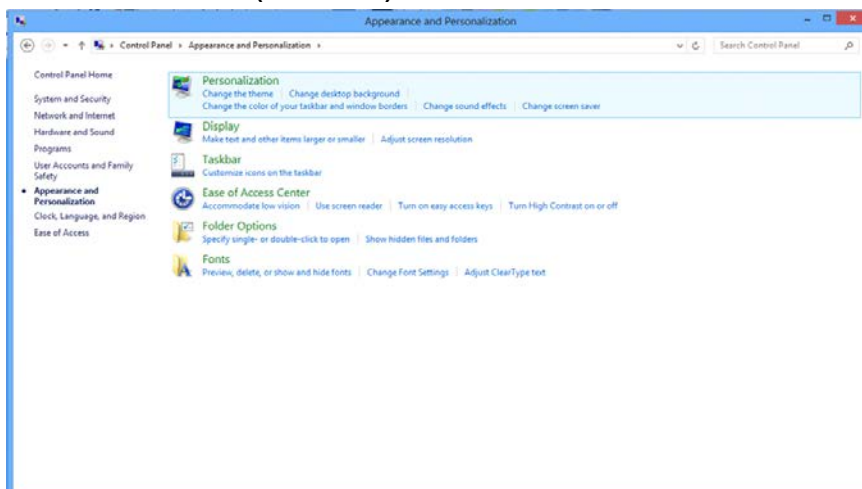 Appearance and Personalization
Control Panel ▸ Appearance and Personalization ▸
Search Control Panel
Control Panel Home
System and Security
Network and Internet
Hardware and Sound
Programs
User Accounts and Family
Safety
Appearance and
Personalization
Clock, Language, and Region
Ease of Access
Personalization
Change the theme | Change desktop background |
Change the color of your taskbar and window borders | Change sound effects | Change screen saver
Display
Make text and other items larger or smaller | Adjust screen resolution
Taskbar
Customize icons on the taskbar
Ease of Access Center
Accommodate low vision | Use screen reader | Turn on easy access keys | Turn High Contrast on or off
Folder Options
Specify single- or double-click to open | Show hidden files and folders
Fonts
Preview, delete, or show and hide fonts | Change Font Settings | Adjust ClearType text